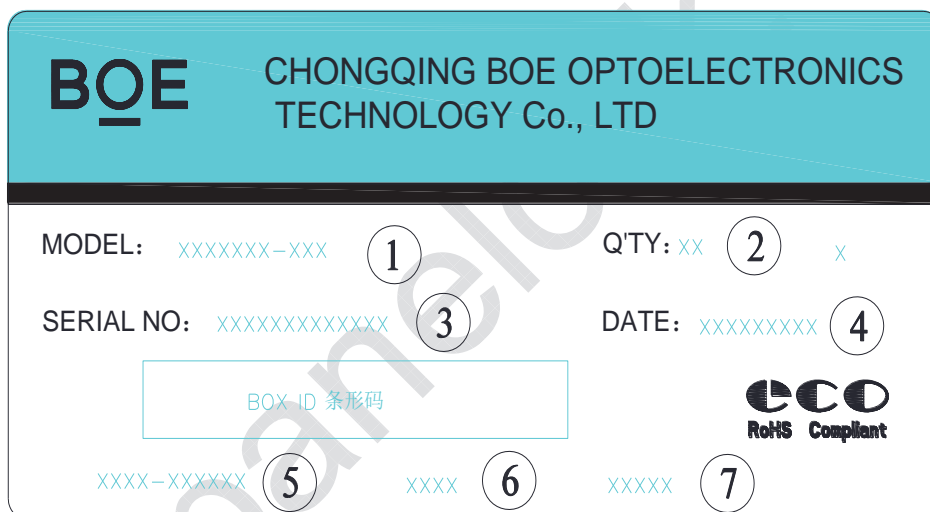 BOE
CHONGQING BOE OPTOELECTRONICS
TECHNOLOGY Co., LTD
MODEL： XXXXXXX-XXX 1 Q'TY：XX 2 X
SERIAL NO： XXXXXXXXXXXXX 3 DATE： XXXXXXXXX 4
BOX ID 条形码
eco
RoHS Compliant
XXXX-XXXXXX 5 XXXX 6 XXXXX 7